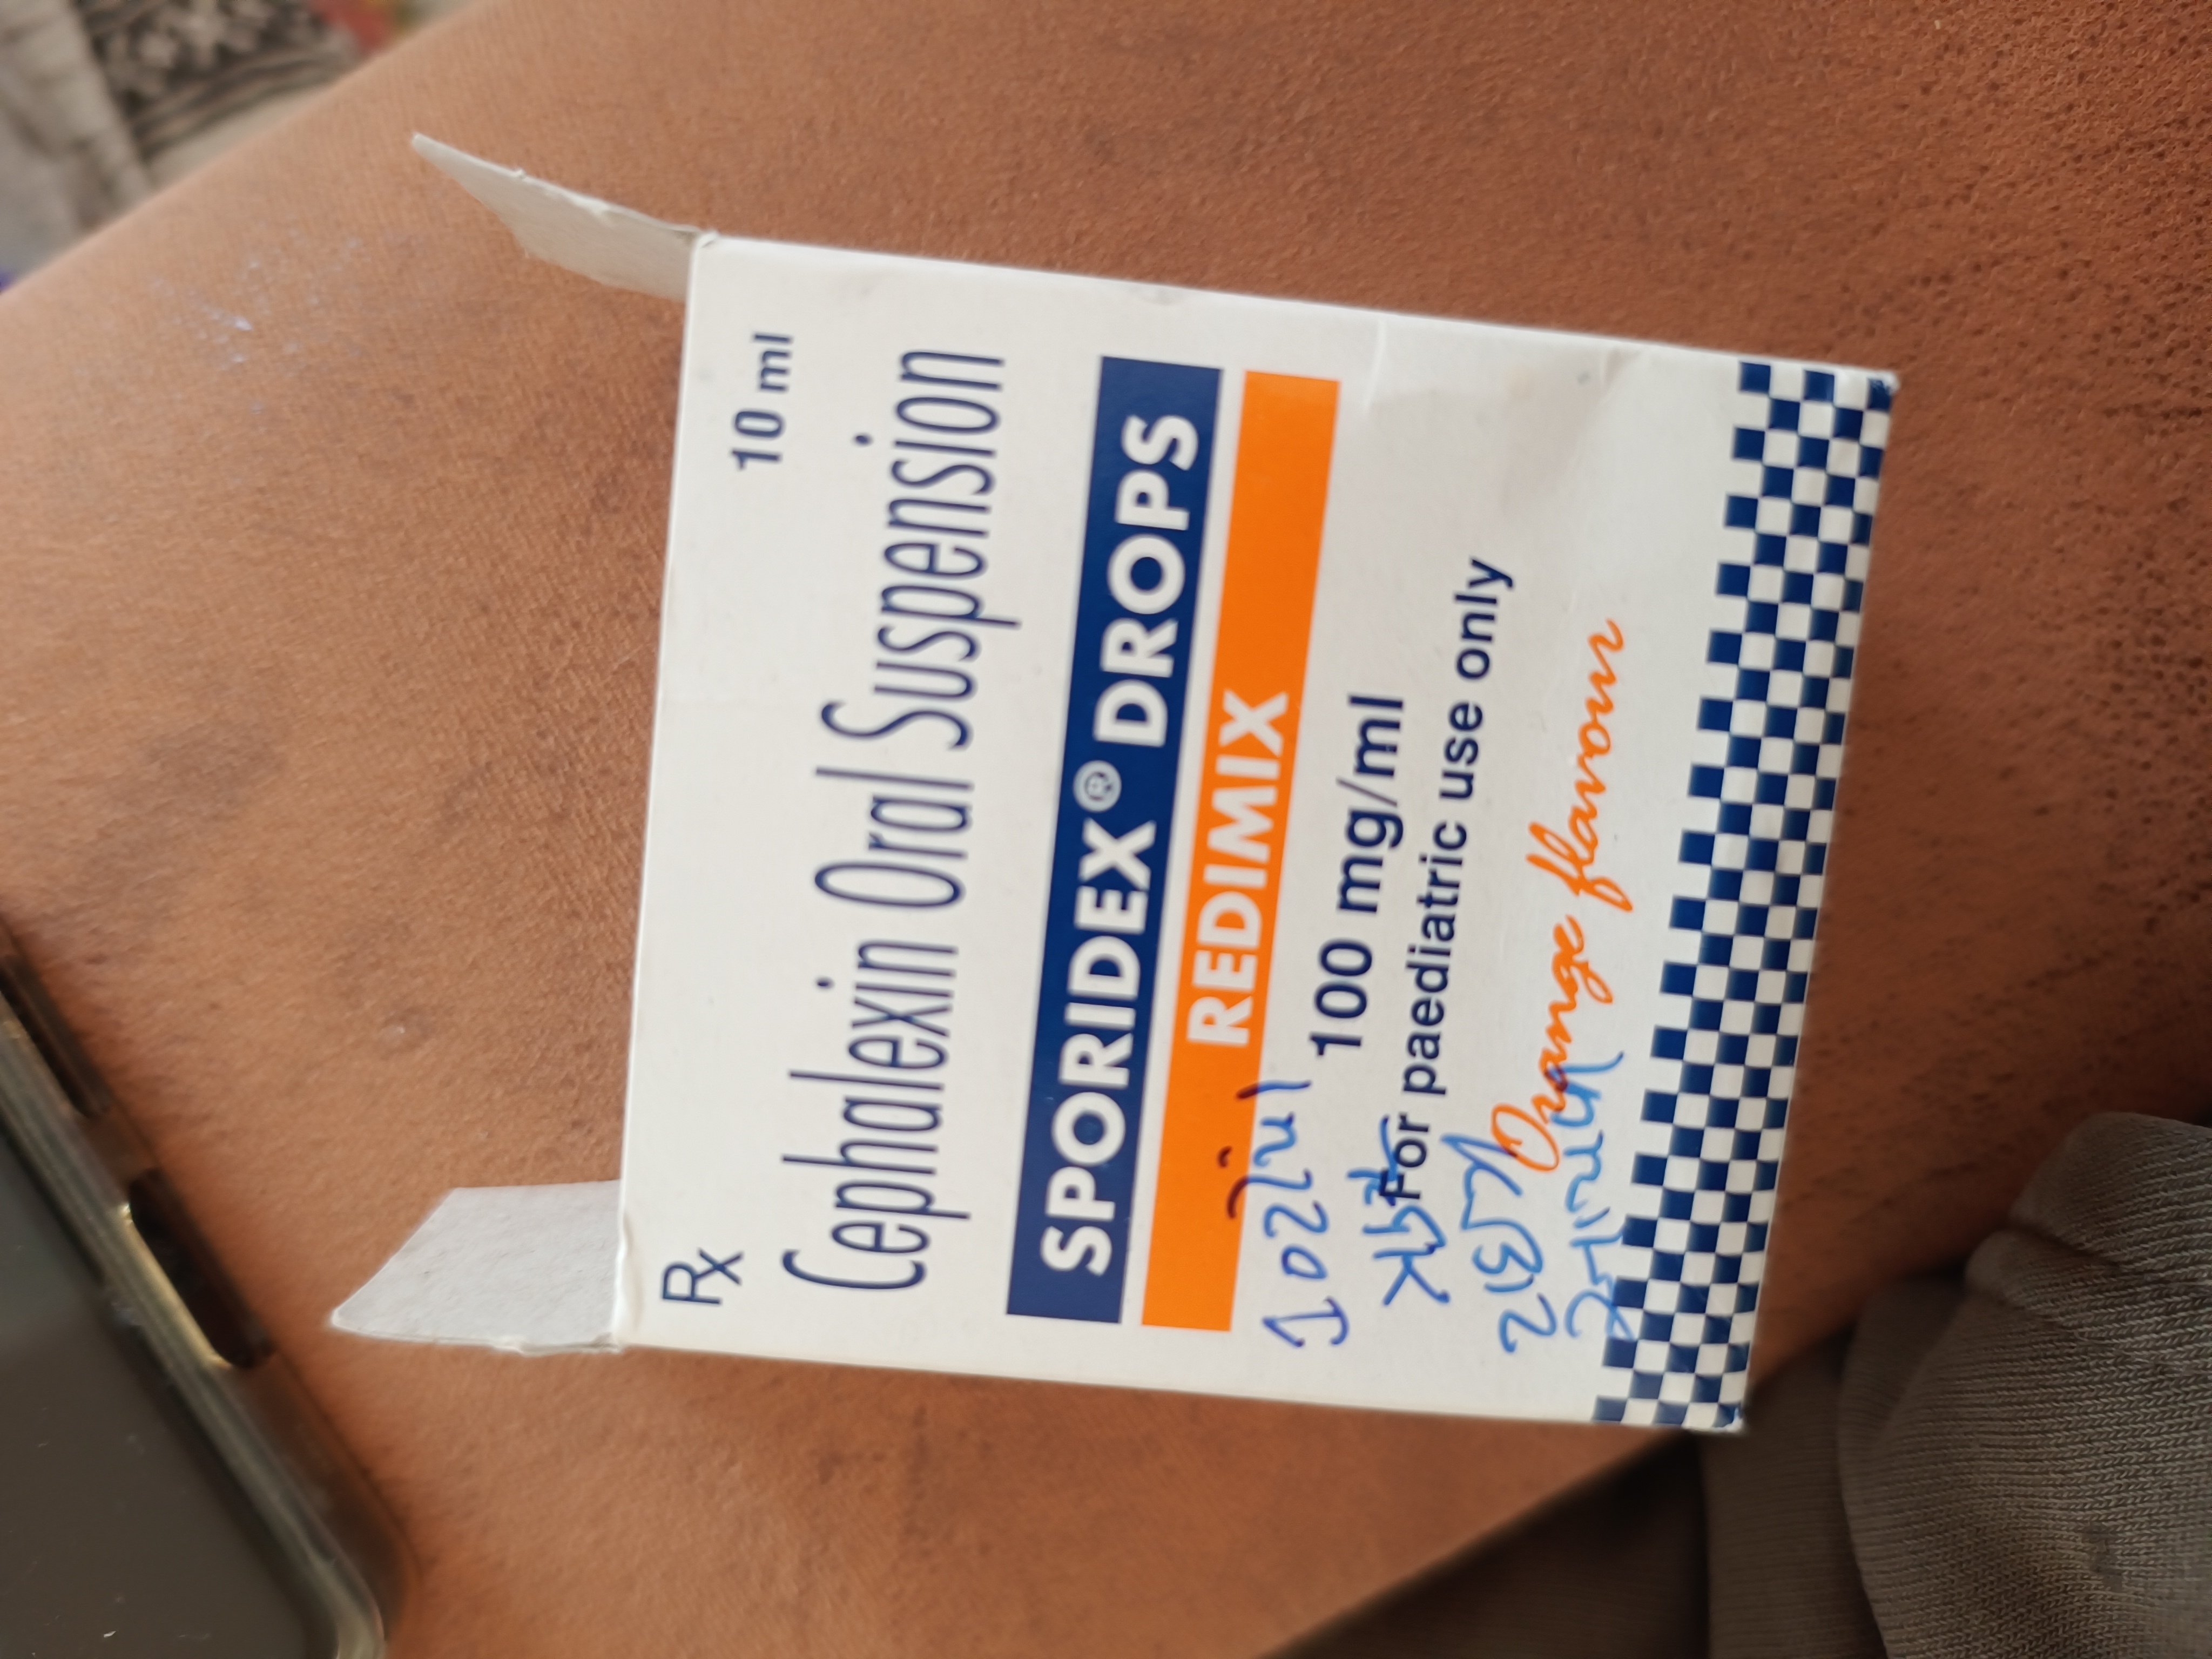 Rx
10 ml
Cephalexin Oral Suspension
SPORIDEX® DROPS
REDIMIX
100 mg/ml
For paediatric use only
Orange flavour